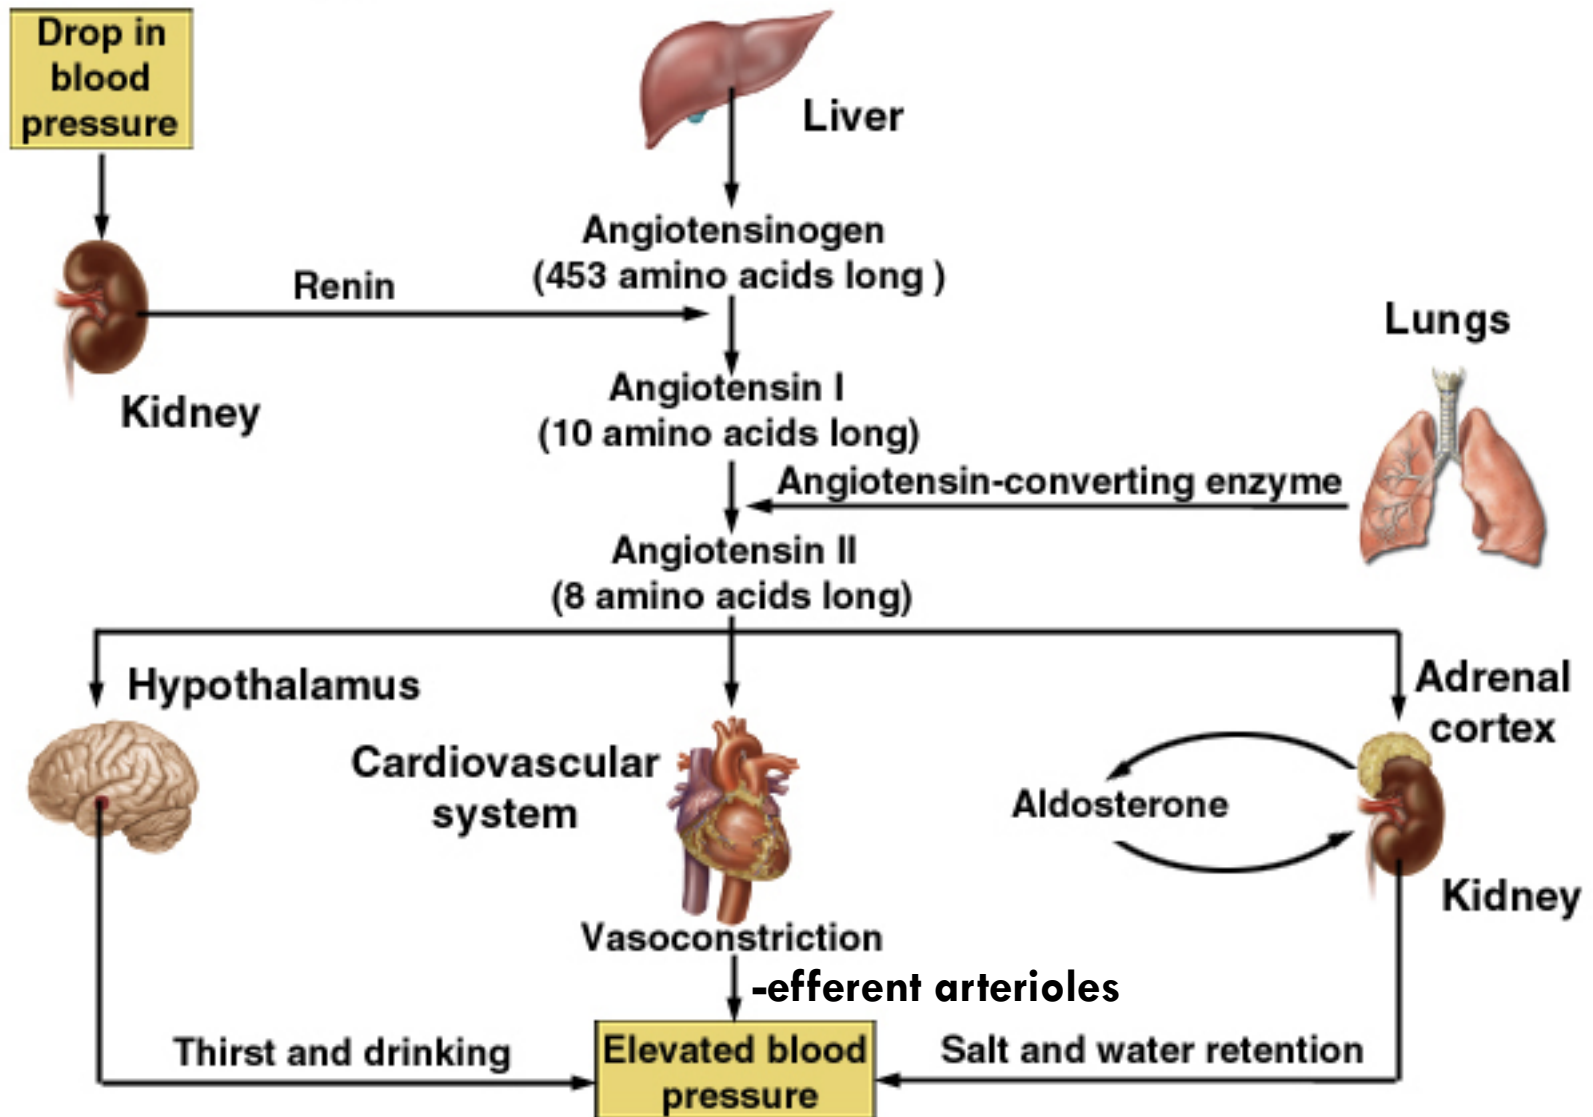 Drop in
blood
pressure
Liver
Angiotensinogen
(453 amino acids long )
Renin
Lungs
Kidney
Angiotensin I
(10 amino acids long)
Angiotensin-converting enzyme
Angiotensin II
(8 amino acids long)
Hypothalamus
Adrenal
cortex
Cardiovascular
system
Aldosterone
Kidney
Vasoconstriction
-efferent arterioles
Thirst and drinking
Elevated blood
pressure
Salt and water retention